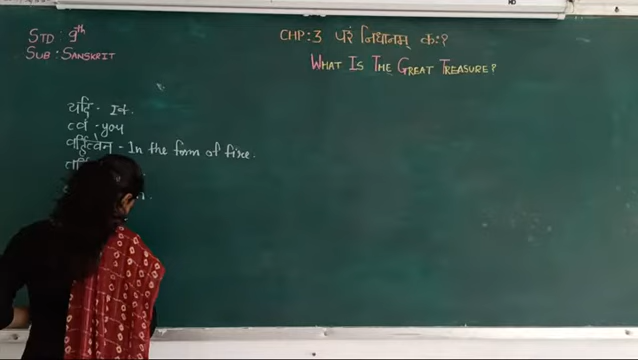 STD : 9th
SUB : SANSKRIT
CHP : 3 परं निधानम् कः?
WHAT IS THE GREAT TREASURE?
यदि - If.
त्वं - you
वह्नित्वेन - In the form of fire.